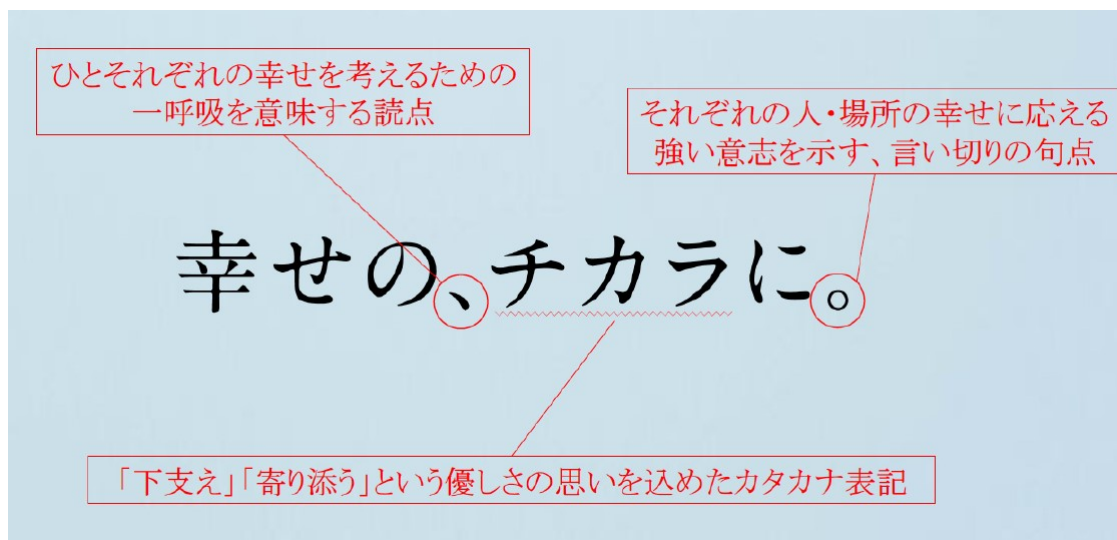 ひとそれぞれの幸せを考えるための
一呼吸を意味する読点
それぞれの人・場所の幸せに応える
強い意志を示す、言い切りの句点
幸せの、チカラに。
「下支え」「寄り添う」という優しさの思いを込めたカタカナ表記